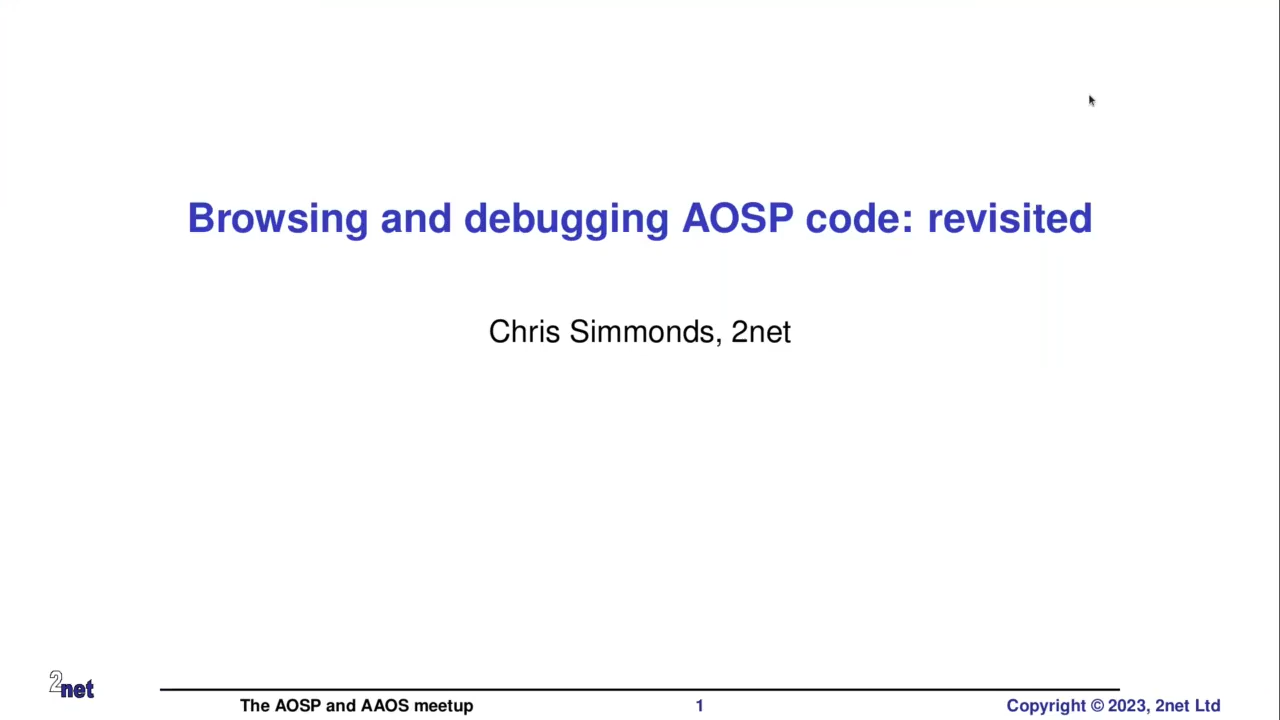 Browsing and debugging AOSP code: revisited
Chris Simmonds, 2net
2net
The AOSP and AAOS meetup
1
Copyright © 2023, 2net Ltd